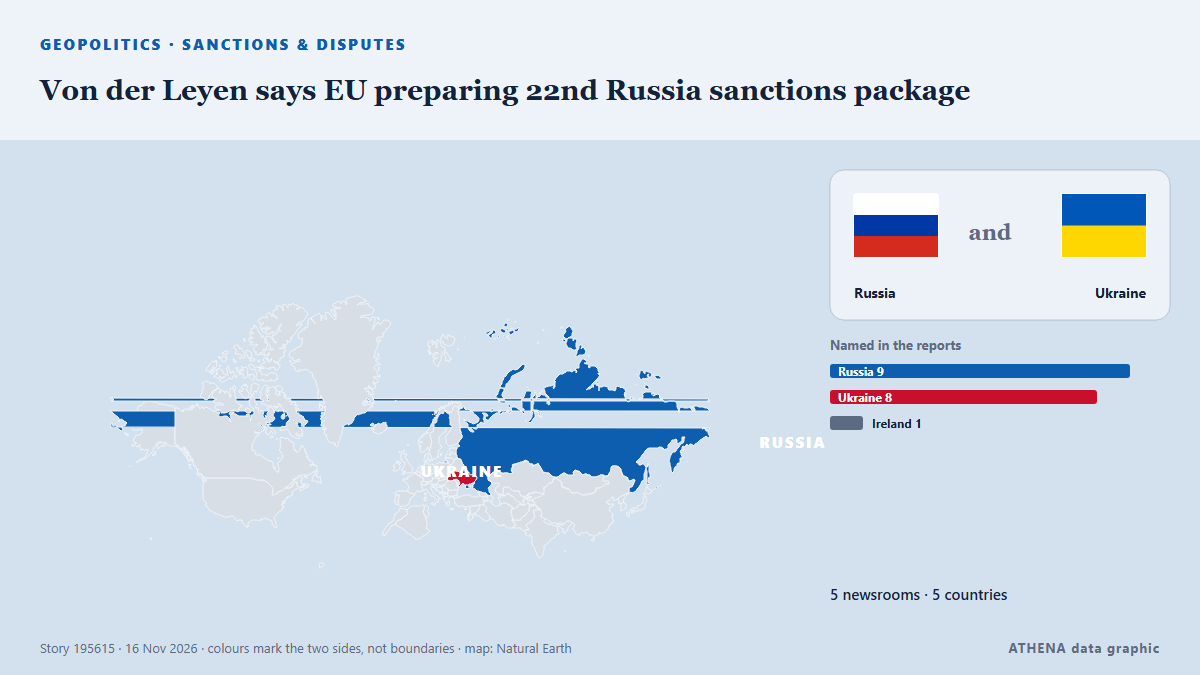 GEOPOLITICS · SANCTIONS & DISPUTES
Von der Leyen says EU preparing 22nd Russia sanctions package
and
Russia
Ukraine
Named in the reports
Russia 9
Ukraine 8
Ireland 1
RUSSIA
UKRAINE
5 newsrooms · 5 countries
Story 195615 · 16 Nov 2026 · colours mark the two sides, not boundaries · map: Natural Earth
ATHENA data graphic